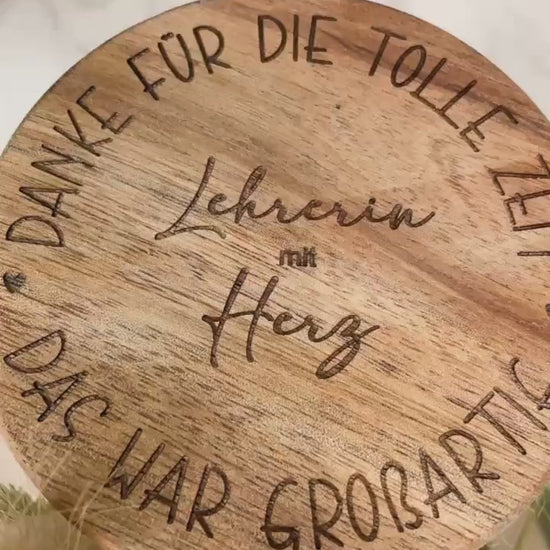 * DANKE FÜR DIE TOLLE ZEIT
Lehrerin
mit
Herz
DAS WAR GROßARTIG